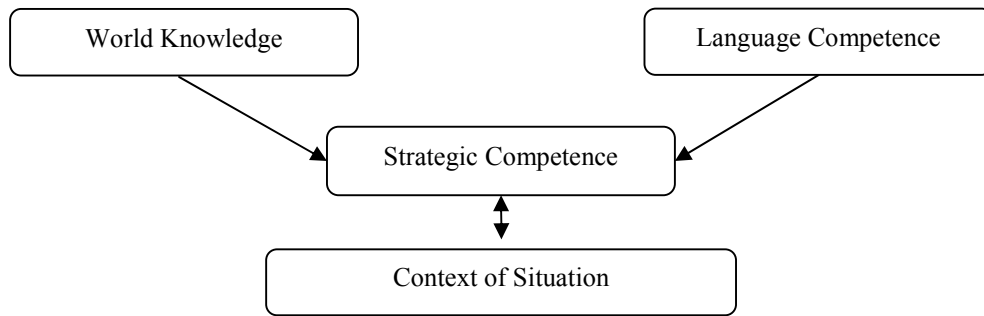 World Knowledge
Language Competence
Strategic Competence
Context of Situation